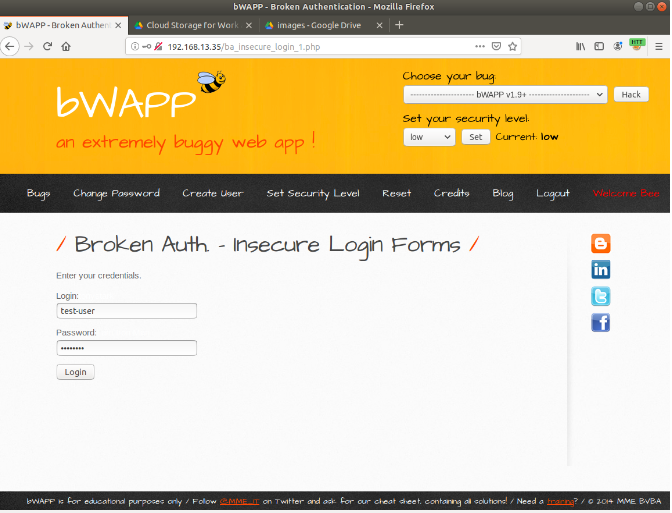 bWAPP - Broken Authentication - Mozilla Firefox
bWAPP - Broken Authent
Cloud Storage for Work
images - Google Drive
192.168.13.35/ba_insecure_login_1.php
HTT
bWAPP
an extremely buggy web app !
Choose your bug:
---------------------- bWAPP v1.9+ ----------------------
Hack
Set your security level:
low
Set
Current: low
Bugs
Change Password
Create User
Set Security Level
Reset
Credits
Blog
Logout
Welcome Bee
/ Broken Auth. - Insecure Login Forms /
Enter your credentials.
Login:
test-user
Password:
••••••••
Login
bWAPP is for educational purposes only / Follow @MME_IT on Twitter and ask for our cheat sheet, containing all solutions! / Need a training? / © 2014 MME BVBA